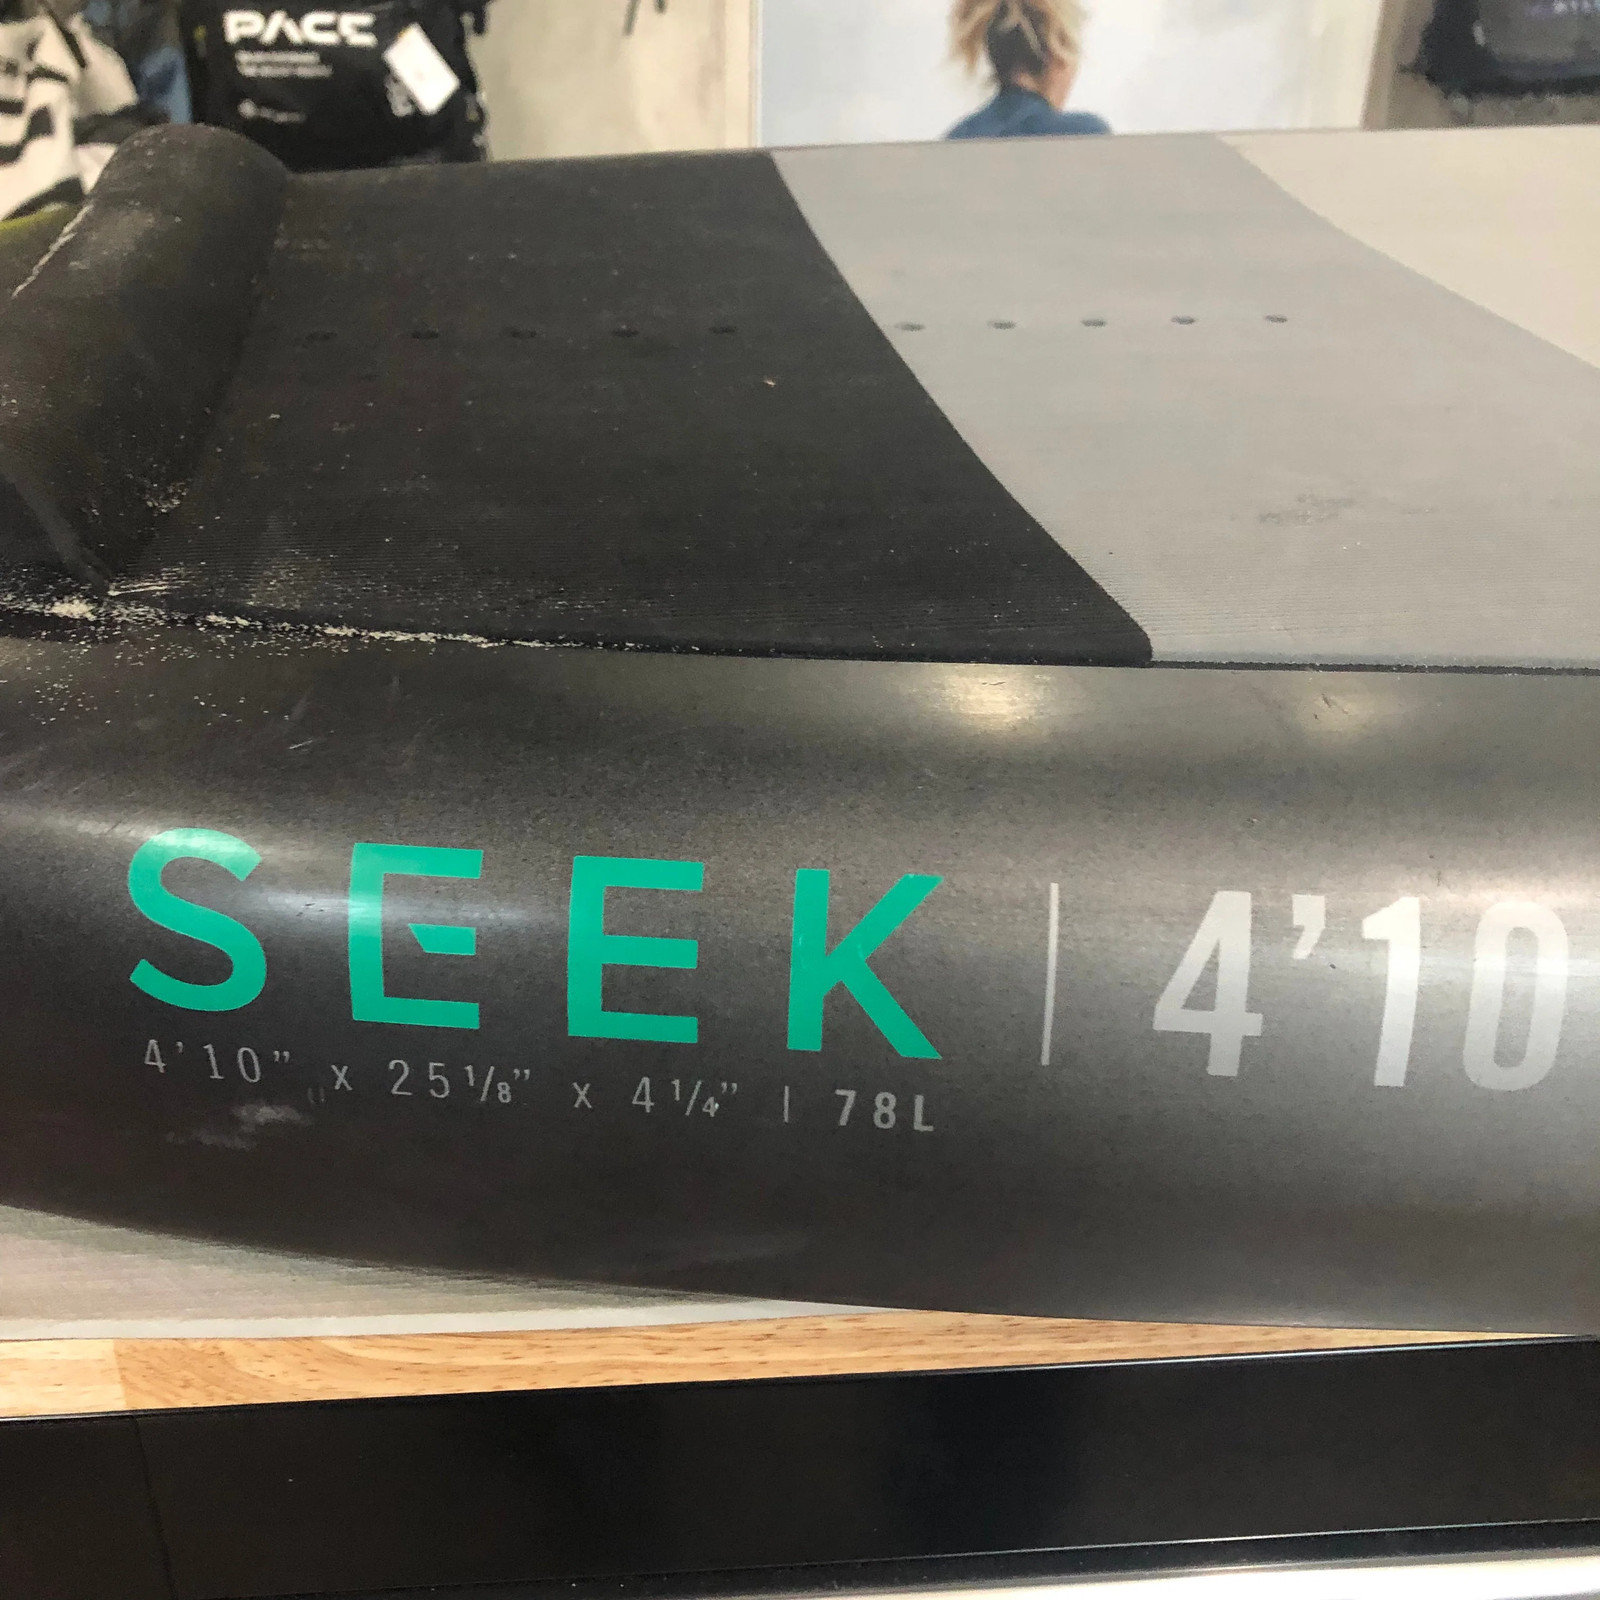 PACE
SEEK | 4'10
4'10" x 25 1/8" x 4 1/4" | 78L